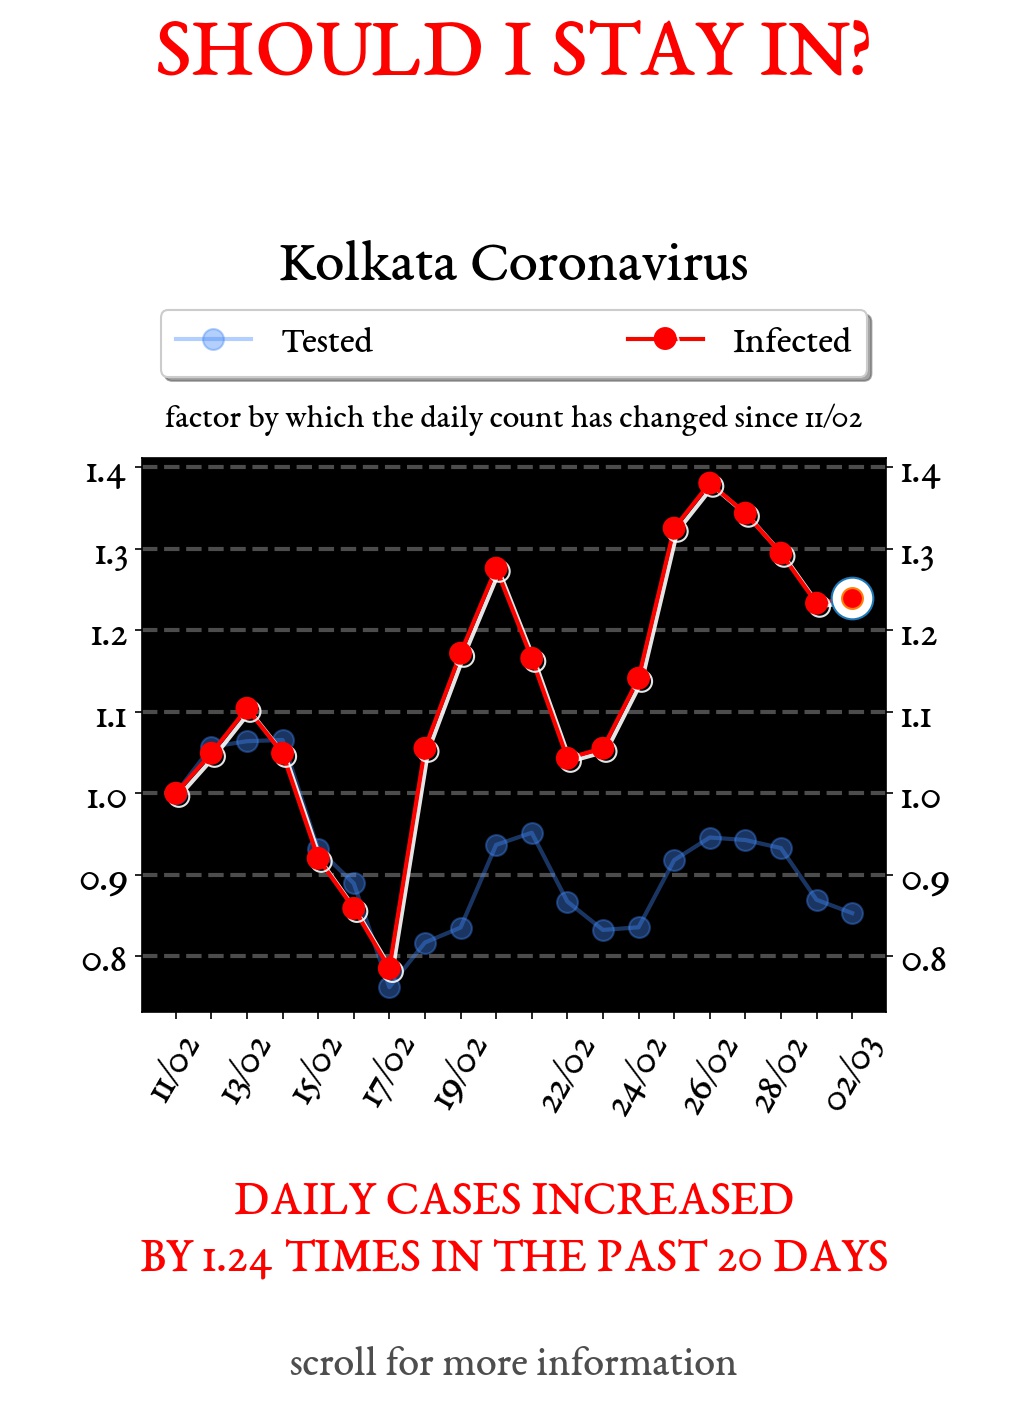 SHOULD I STAY IN?
Kolkata Coronavirus
Tested Infected
factor by which the daily count has changed since 11/02
1.4 1.4
1.3 1.3
1.2 1.2
1.1 1.1
1.0 1.0
0.9 0.9
0.8 0.8
11/02 13/02 15/02 17/02 19/02 22/02 24/02 26/02 28/02 02/03
DAILY CASES INCREASED
BY 1.24 TIMES IN THE PAST 20 DAYS
scroll for more information